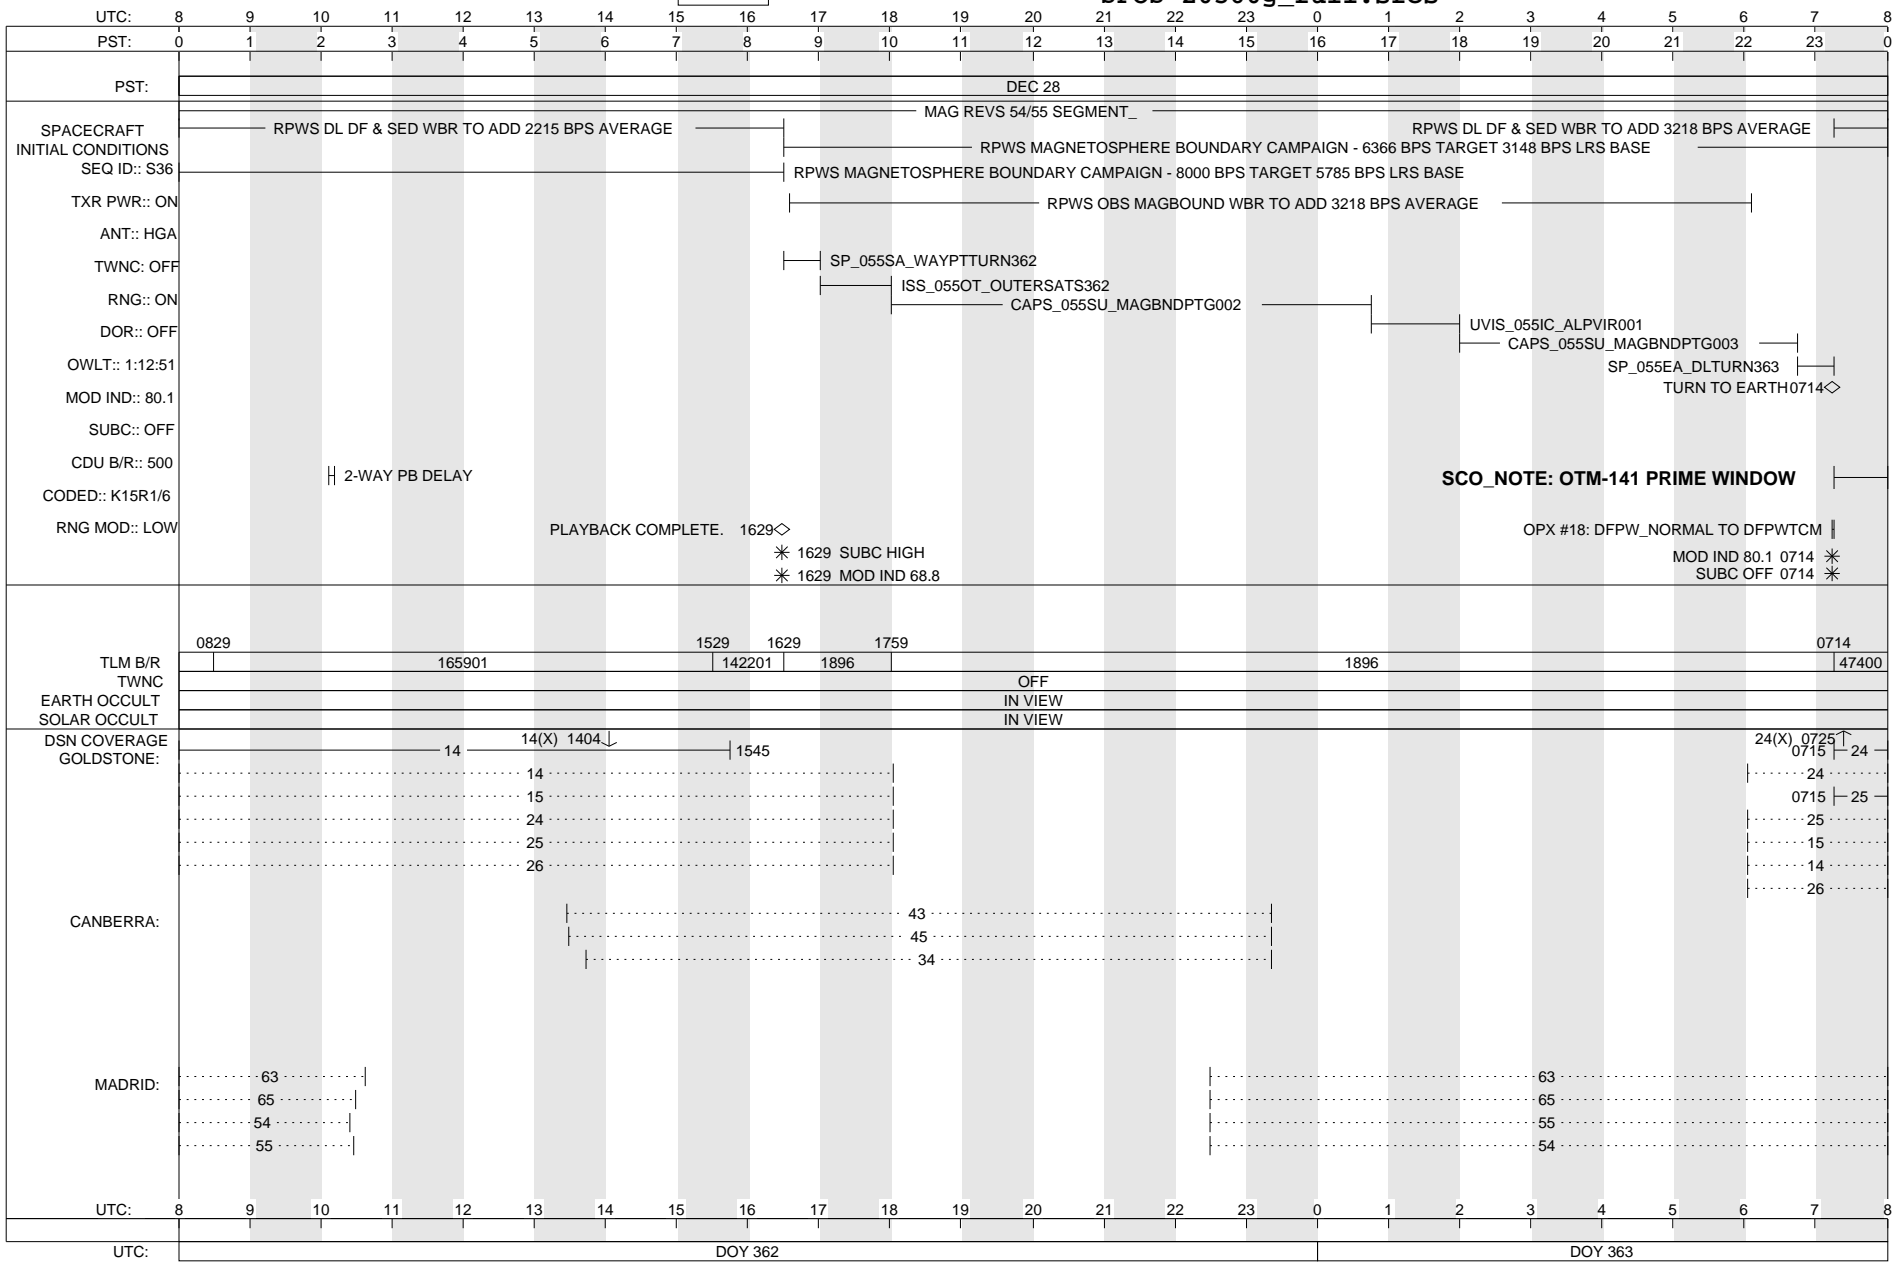 UTC: 8 9 10 11 12 13 14 15 16 17 18 19 20 21 22 23 0 1 2 3 4 5 6 7 8
PST: 0 1 2 3 4 5 6 7 8 9 10 11 12 13 14 15 16 17 18 19 20 21 22 23 0
PST: DEC 28
MAG REVS 54/55 SEGMENT_
SPACECRAFT RPWS DL DF & SED WBR TO ADD 2215 BPS AVERAGE RPWS DL DF & SED WBR TO ADD 3218 BPS AVERAGE
INITIAL CONDITIONS RPWS MAGNETOSPHERE BOUNDARY CAMPAIGN - 6366 BPS TARGET 3148 BPS LRS BASE
SEQ ID:: S36 RPWS MAGNETOSPHERE BOUNDARY CAMPAIGN - 8000 BPS TARGET 5785 BPS LRS BASE
TXR PWR:: ON RPWS OBS MAGBOUND WBR TO ADD 3218 BPS AVERAGE
ANT:: HGA
TWNC: OFF SP_055SA_WAYPTTURN362
ISS_055OT_OUTERSATS362
RNG:: ON CAPS_055SU_MAGBNDPTG002
DOR:: OFF UVIS_055IC_ALPVIR001
CAPS_055SU_MAGBNDPTG003
OWLT:: 1:12:51 SP_055EA_DLTURN363
TURN TO EARTH0714
MOD IND:: 80.1
SUBC:: OFF
CDU B/R:: 500
2-WAY PB DELAY SCO_NOTE: OTM-141 PRIME WINDOW
CODED:: K15R1/6
RNG MOD:: LOW PLAYBACK COMPLETE. 1629 OPX #18: DFPW_NORMAL TO DFPWTCM
1629 SUBC HIGH MOD IND 80.1 0714
1629 MOD IND 68.8 SUBC OFF 0714
0829 1529 1629 1759 0714
TLM B/R 165901 142201 1896 1896 47400
TWNC OFF
EARTH OCCULT IN VIEW
SOLAR OCCULT IN VIEW
DSN COVERAGE 14(X) 1404 24(X) 0725
GOLDSTONE: 14 1545 0715 24
14 24
15 0715 25
24 25
25 15
26 14
26
CANBERRA: 43
45
34
MADRID: 63 63
65 65
54 55
55 54
UTC: 8 9 10 11 12 13 14 15 16 17 18 19 20 21 22 23 0 1 2 3 4 5 6 7 8
UTC: DOY 362 DOY 363